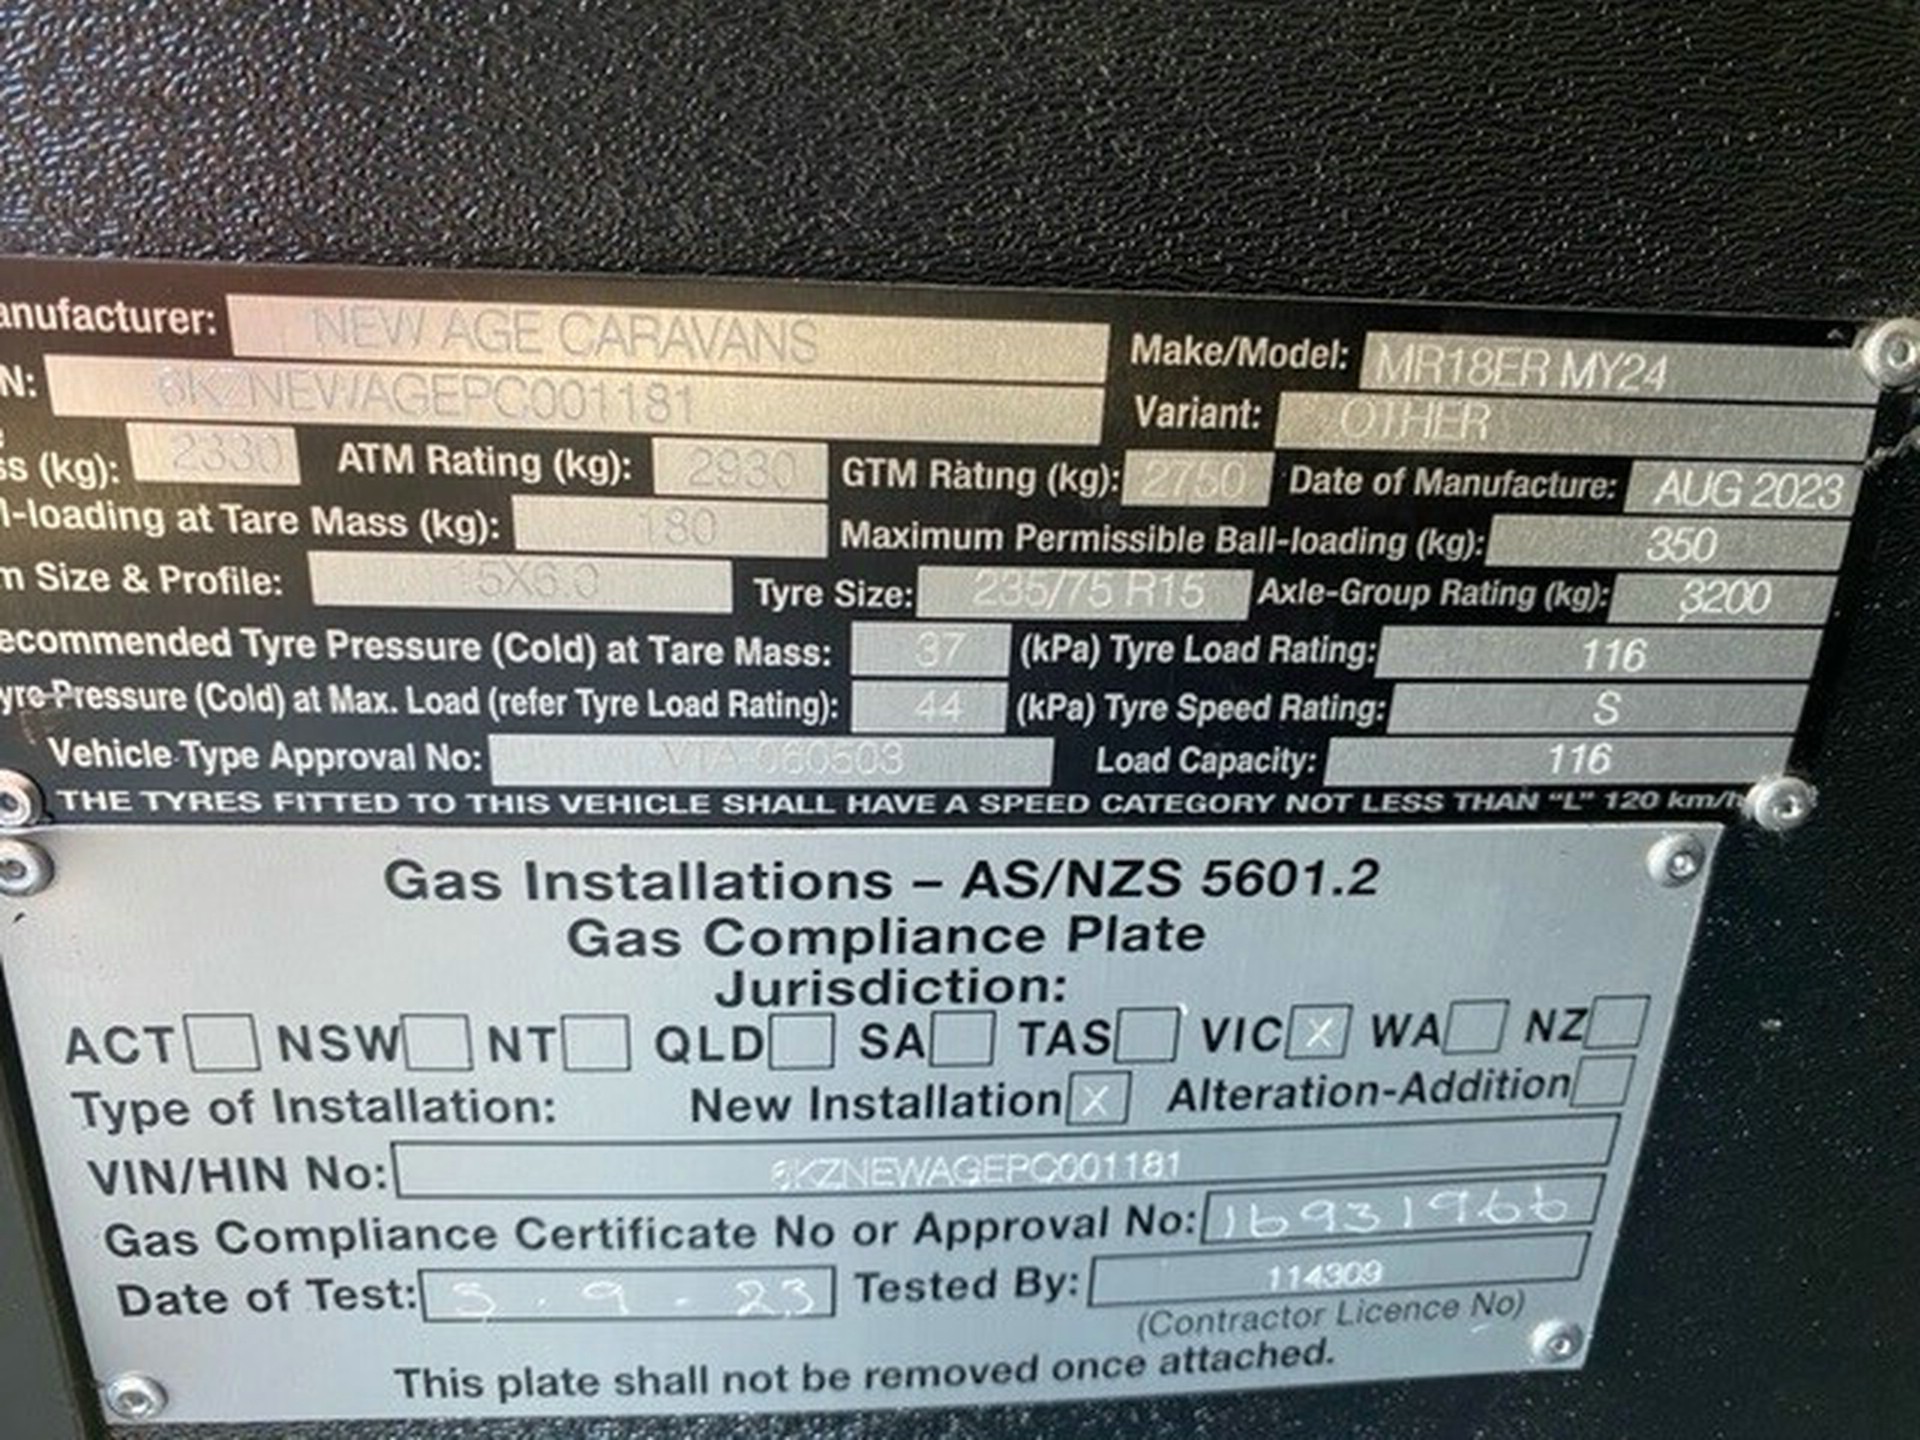 anufacturer: NEW AGE CARAVANS Make/Model: MR18ER MY24
N: 6KZNEWAGEPC001181 Variant: OTHER
ss (kg): 2330 ATM Rating (kg): 2930 GTM Rating (kg): 2750 Date of Manufacture: AUG 2023
l-loading at Tare Mass (kg): 180 Maximum Permissible Ball-loading (kg): 350
m Size & Profile: 15X6.0 Tyre Size: 235/75 R15 Axle-Group Rating (kg): 3200
ecommended Tyre Pressure (Cold) at Tare Mass: 37 (kPa) Tyre Load Rating: 116
yre Pressure (Cold) at Max. Load (refer Tyre Load Rating): 44 (kPa) Tyre Speed Rating: S
Vehicle Type Approval No: VTA-060503 Load Capacity: 116
THE TYRES FITTED TO THIS VEHICLE SHALL HAVE A SPEED CATEGORY NOT LESS THAN "L" 120 km/h
Gas Installations – AS/NZS 5601.2
Gas Compliance Plate
Jurisdiction:
ACT NSW NT QLD SA TAS VIC X WA NZ
Type of Installation: New Installation X Alteration-Addition
VIN/HIN No: 6KZNEWAGEPC001181
Gas Compliance Certificate No or Approval No: 16931966
Date of Test: 5.9.23 Tested By: 114309
(Contractor Licence No)
This plate shall not be removed once attached.